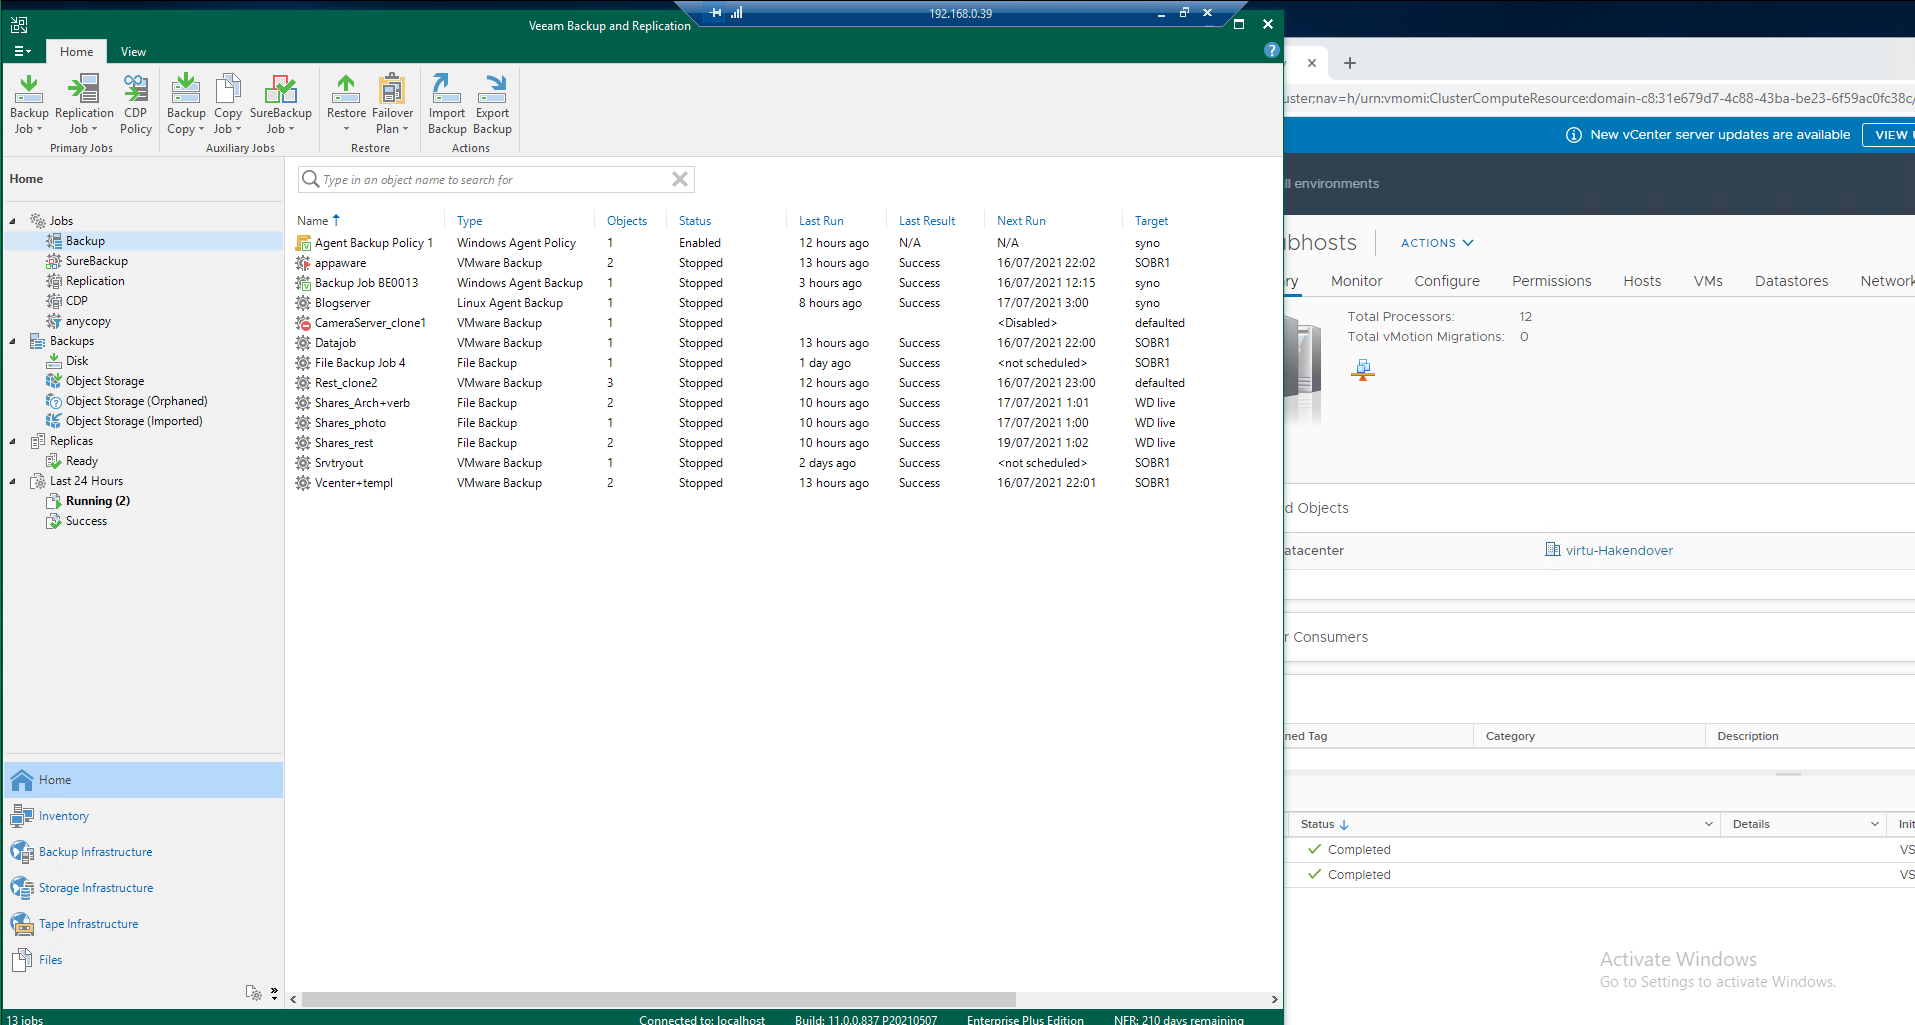 192.168.0.39
Veeam Backup and Replication
Home View
Backup Job
Replication Job
CDP Policy
Primary Jobs
Backup Copy
Copy Job
SureBackup Job
Auxiliary Jobs
Restore
Failover Plan
Restore
Import Backup
Export Backup
Actions
Home
Jobs
Backup
SureBackup
Replication
CDP
anycopy
Backups
Disk
Object Storage
Object Storage (Orphaned)
Object Storage (Imported)
Replicas
Ready
Last 24 Hours
Running (2)
Success
Home
Inventory
Backup Infrastructure
Storage Infrastructure
Tape Infrastructure
Files
Type in an object name to search for
Name Type Objects Status Last Run Last Result Next Run Target
Agent Backup Policy 1 Windows Agent Policy 1 Enabled 12 hours ago N/A N/A syno
appaware VMware Backup 2 Stopped 13 hours ago Success 16/07/2021 22:02 SOBR1
Backup Job BE0013 Windows Agent Backup 1 Stopped 3 hours ago Success 16/07/2021 12:15 syno
Blogserver Linux Agent Backup 1 Stopped 8 hours ago Success 17/07/2021 3:00 syno
CameraServer_clone1 VMware Backup 1 Stopped <Disabled> defaulted
Datajob VMware Backup 1 Stopped 13 hours ago Success 16/07/2021 22:00 SOBR1
File Backup Job 4 File Backup 1 Stopped 1 day ago Success <not scheduled> SOBR1
Rest_clone2 VMware Backup 3 Stopped 12 hours ago Success 16/07/2021 23:00 defaulted
Shares_Arch+verb File Backup 2 Stopped 10 hours ago Success 17/07/2021 1:01 WD live
Shares_photo File Backup 1 Stopped 10 hours ago Success 17/07/2021 1:00 WD live
Shares_rest File Backup 2 Stopped 10 hours ago Success 19/07/2021 1:02 WD live
Srvtryout VMware Backup 1 Stopped 2 days ago Success <not scheduled> SOBR1
Vcenter+templ VMware Backup 2 Stopped 13 hours ago Success 16/07/2021 22:01 SOBR1
13 jobs Connected to: localhost Build: 11.0.0.837 P20210507 Enterprise Plus Edition NFR: 210 days remaining
uster;nav=h/urn:vmomi:ClusterComputeResource:domain-c8:31e679d7-4c88-43ba-be23-6f59ac0fc38c/
New vCenter server updates are available VIEW
ll environments
bhosts ACTIONS
ry Monitor Configure Permissions Hosts VMs Datastores Network
Total Processors: 12
Total vMotion Migrations: 0
d Objects
atacenter virtu-Hakendover
r Consumers
ned Tag Category Description
Status Details Init
Completed VS
Completed VS
Activate Windows
Go to Settings to activate Windows.